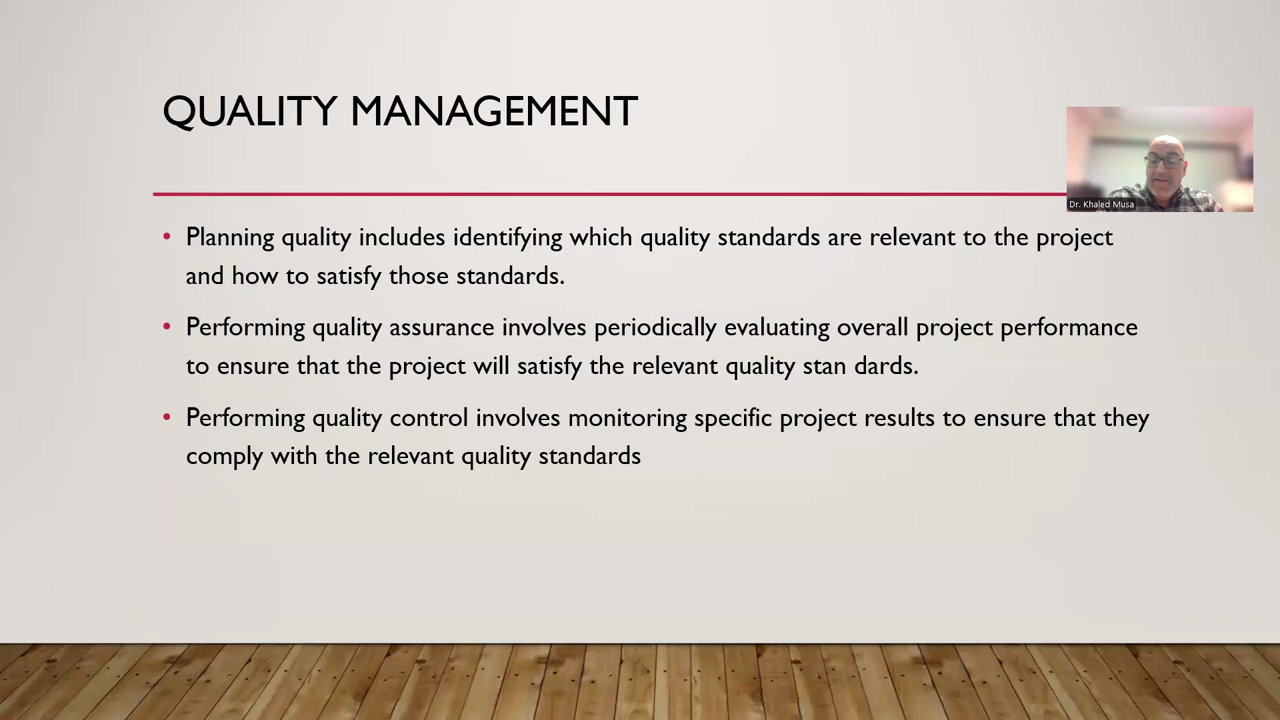 QUALITY MANAGEMENT
Dr. Khaled Musa
• Planning quality includes identifying which quality standards are relevant to the project
and how to satisfy those standards.
• Performing quality assurance involves periodically evaluating overall project performance
to ensure that the project will satisfy the relevant quality stan dards.
• Performing quality control involves monitoring specific project results to ensure that they
comply with the relevant quality standards